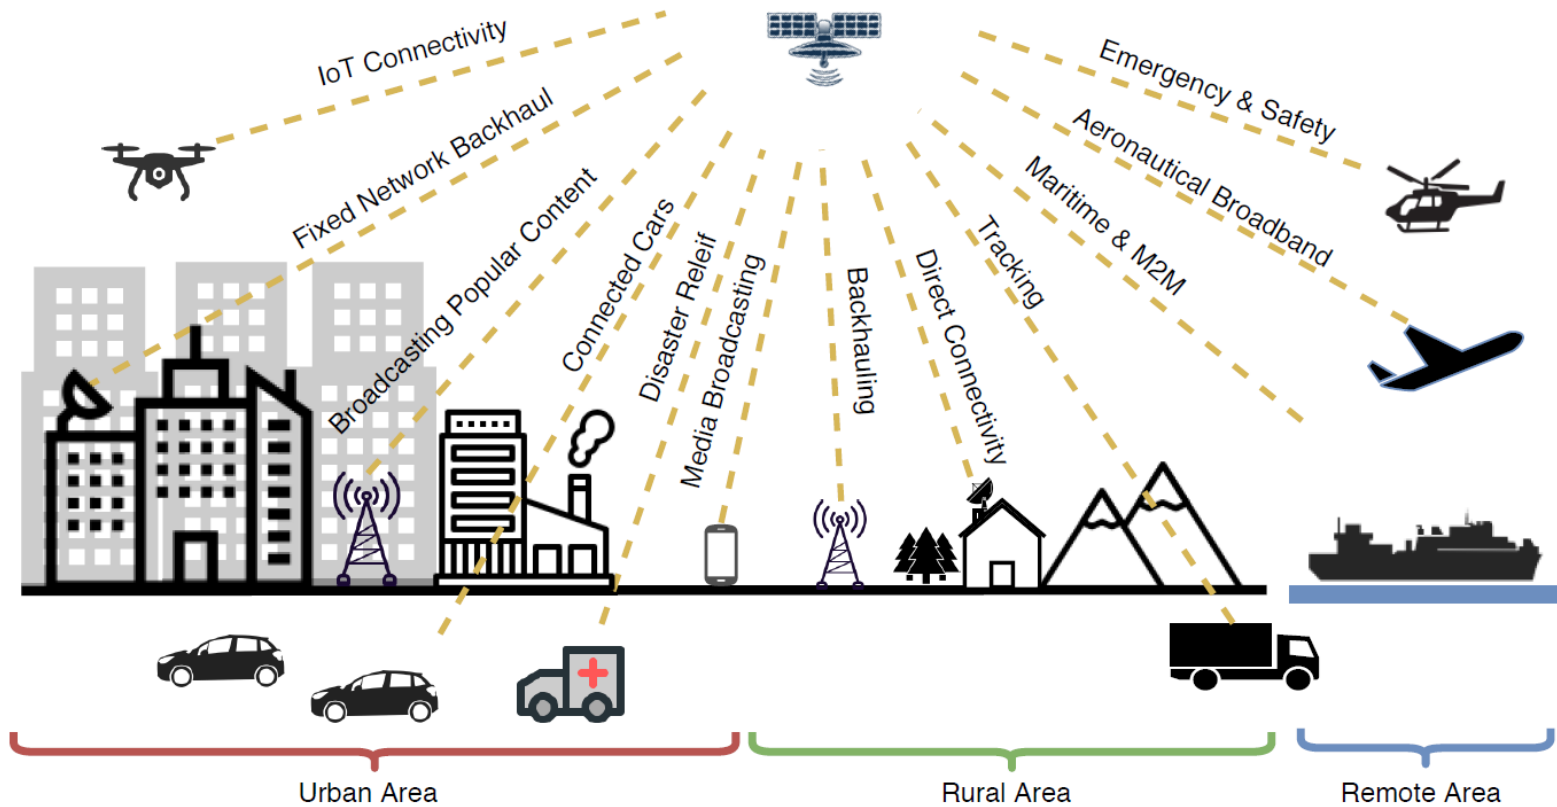 IoT Connectivity
Fixed Network Backhaul
Broadcasting Popular Content
Connected Cars
Disaster Releif
Media Broadcasting
Backhauling
Direct Connectivity
Tracking
Maritime & M2M
Aeronautical Broadband
Emergency & Safety
Urban Area
Rural Area
Remote Area